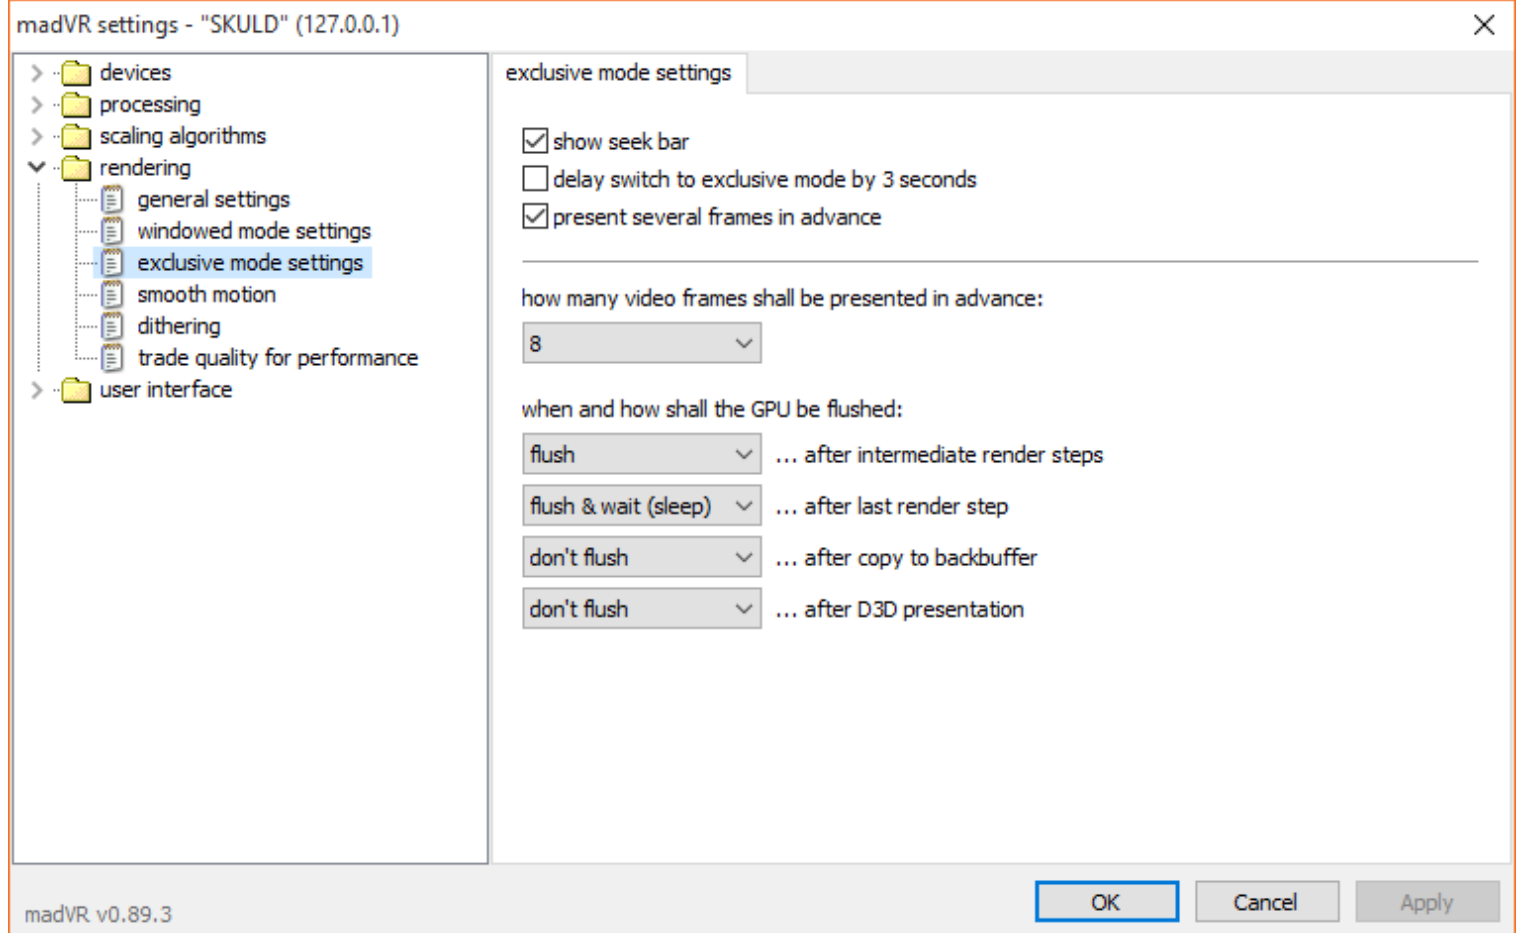 madVR settings - "SKULD" (127.0.0.1)
devices
processing
scaling algorithms
rendering
general settings
windowed mode settings
exclusive mode settings
smooth motion
dithering
trade quality for performance
user interface
exclusive mode settings
show seek bar
delay switch to exclusive mode by 3 seconds
present several frames in advance
how many video frames shall be presented in advance:
8
when and how shall the GPU be flushed:
flush ... after intermediate render steps
flush & wait (sleep) ... after last render step
don't flush ... after copy to backbuffer
don't flush ... after D3D presentation
madVR v0.89.3
OK Cancel Apply